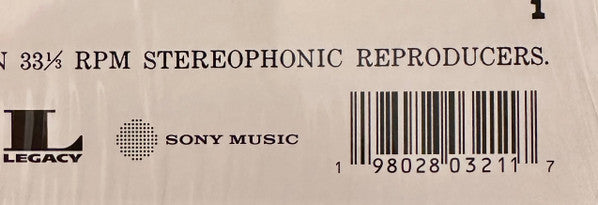 1
N 33⅓ RPM STEREOPHONIC REPRODUCERS.
L
LEGACY
SONY MUSIC
1 98028 03211 7